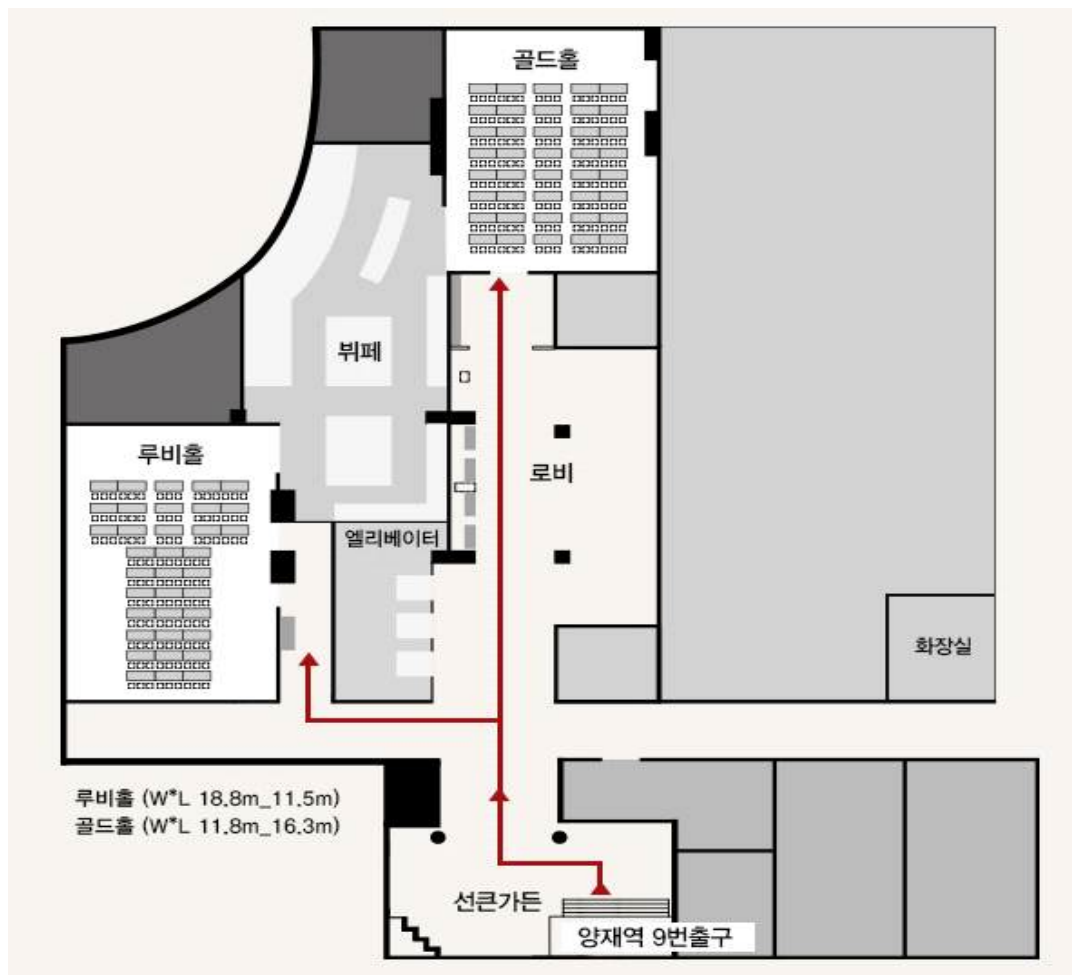 골드홀
뷔페
루비홀
로비
엘리베이터
화장실
루비홀 (W*L 18.8m_11.5m)
골드홀 (W*L 11.8m_16.3m)
선큰가든
양재역 9번출구